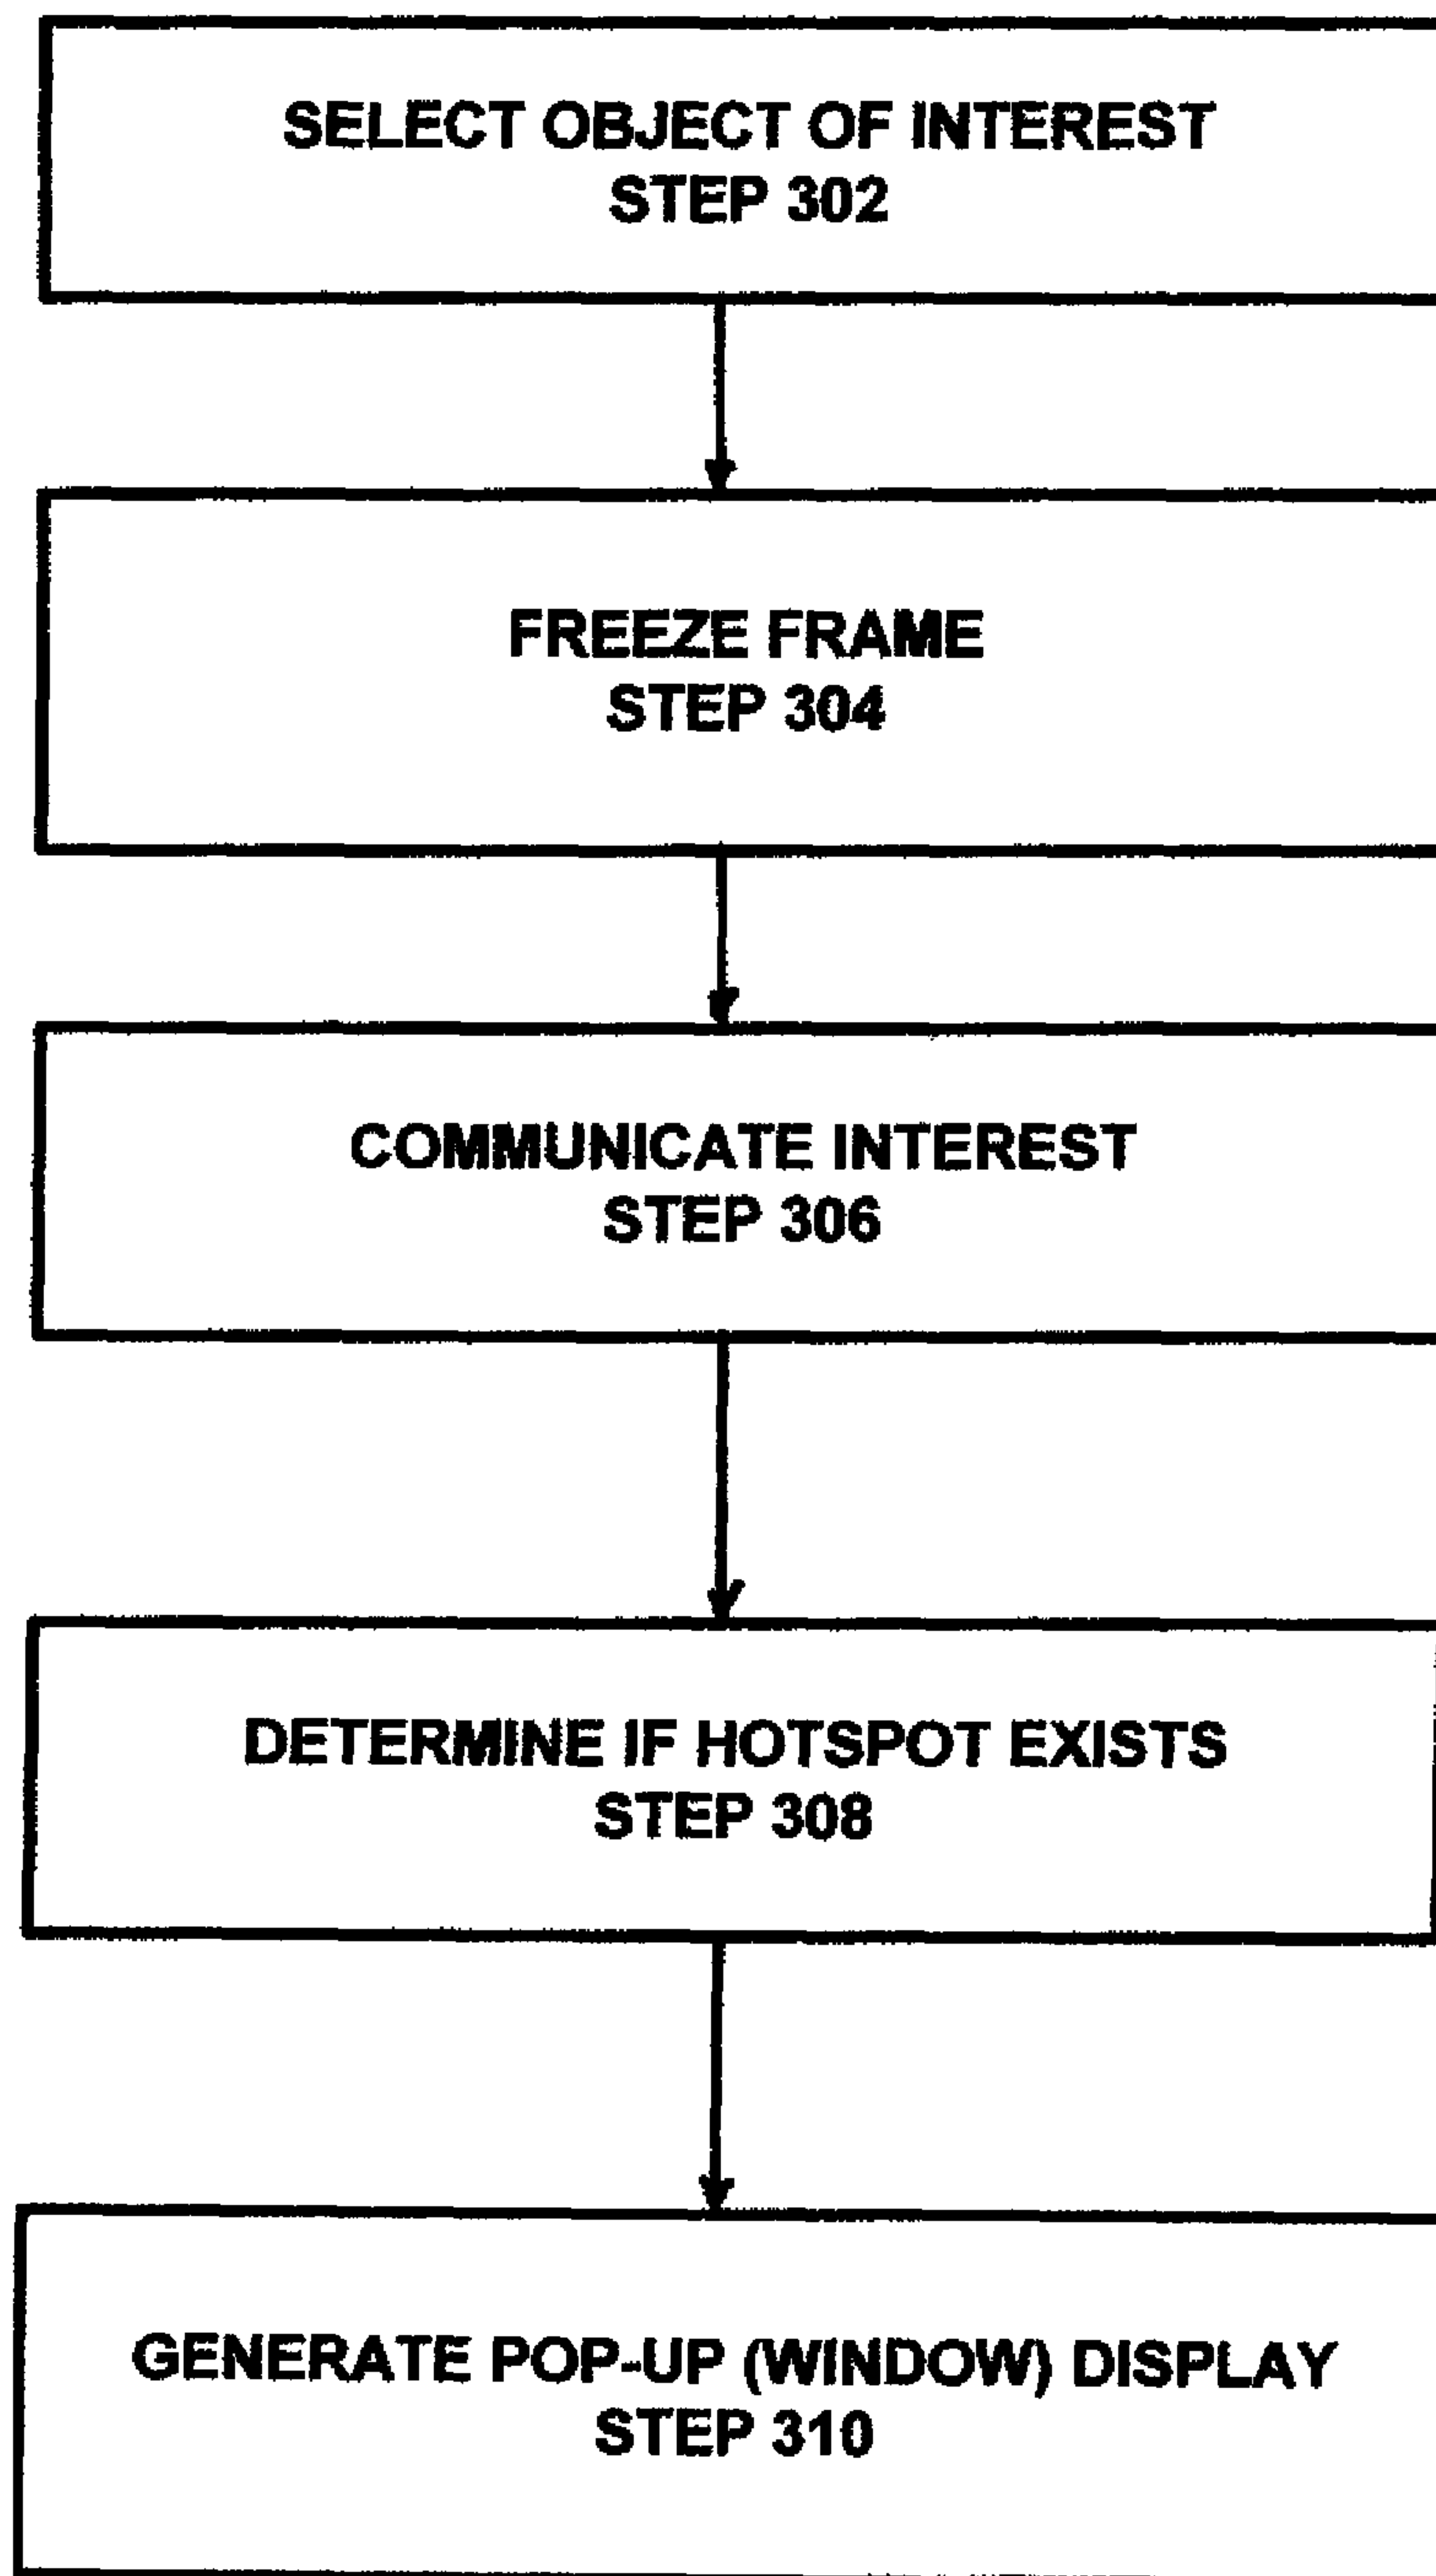 SELECT OBJECT OF INTEREST
STEP 302
FREEZE FRAME
STEP 304
COMMUNICATE INTEREST
STEP 306
DETERMINE IF HOTSPOT EXISTS
STEP 308
GENERATE POP-UP (WINDOW) DISPLAY
STEP 310